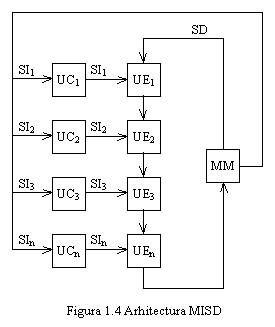 SD
SI1 UC1 SI1 UE1
SI2 UC2 SI2 UE2
MM
SI3 UC3 SI3 UE3
SIn UCn SIn UEn
Figura 1.4 Arhitectura MISD